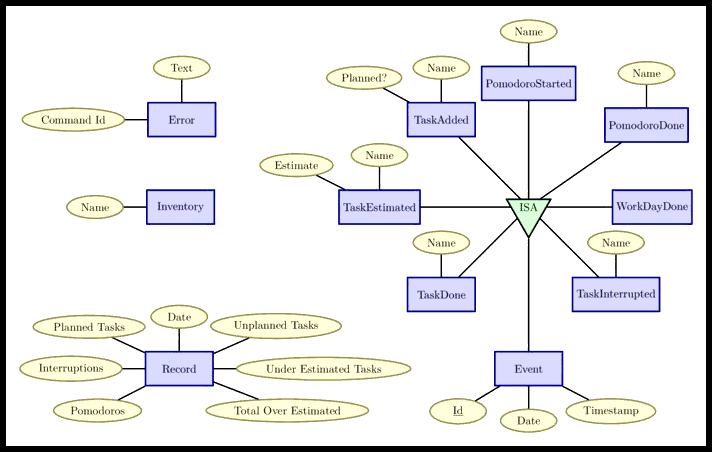 Name
Text
Planned?
Name
Name
PomodoroStarted
Command Id
Error
TaskAdded
PomodoroDone
Estimate
Name
Name
Inventory
TaskEstimated
ISA
WorkDayDone
Name
Name
TaskDone
TaskInterrupted
Planned Tasks
Date
Unplanned Tasks
Interruptions
Record
Under Estimated Tasks
Event
Pomodoros
Total Over Estimated
Id
Date
Timestamp